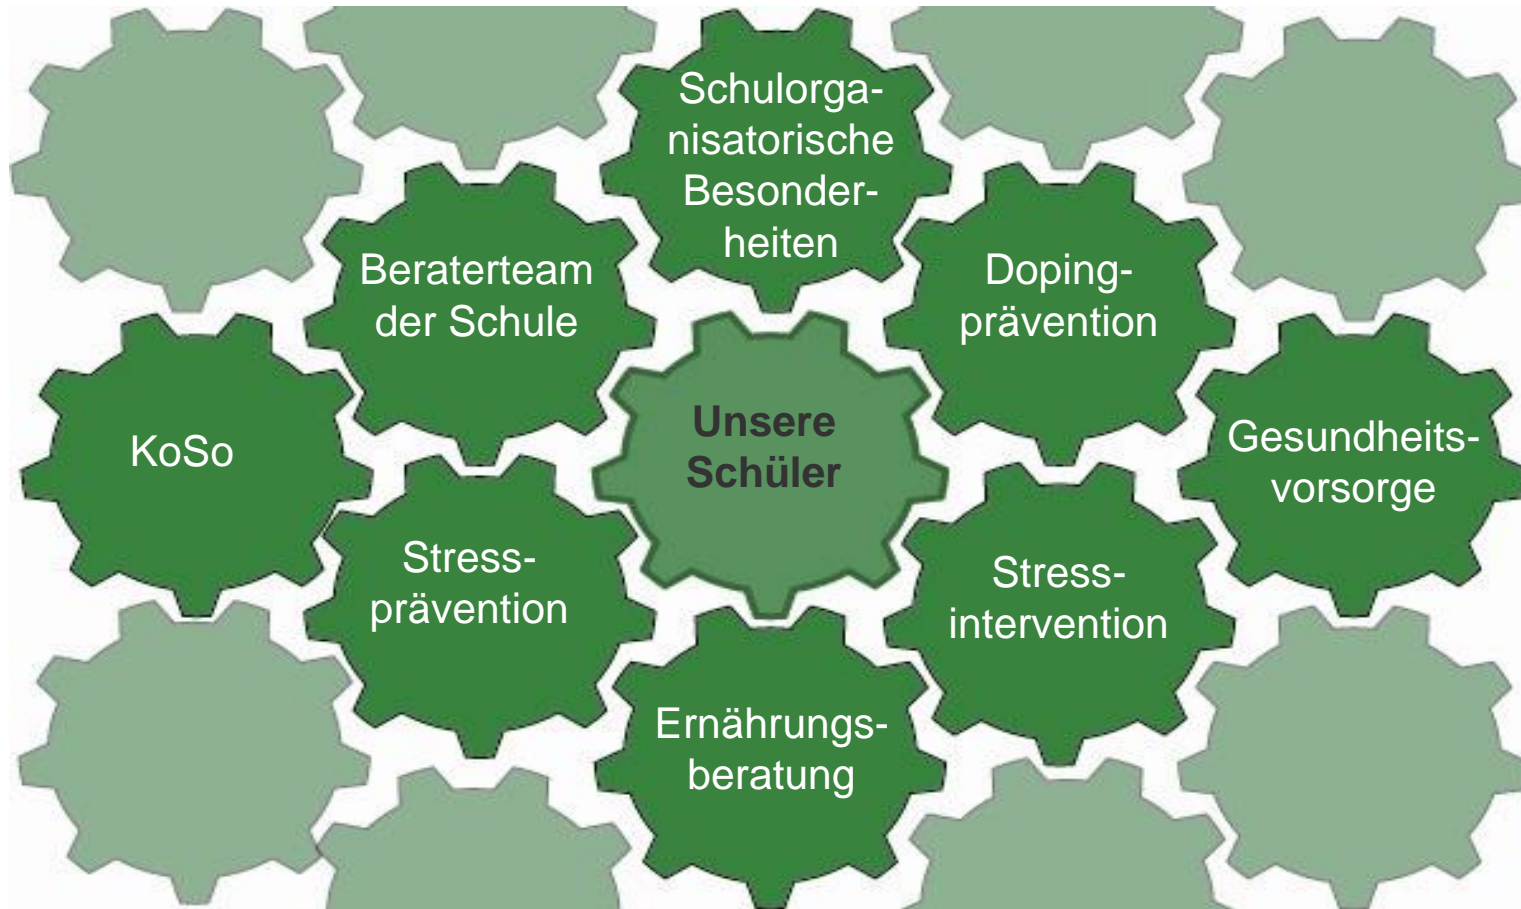 Schulorga-
nisatorische
Besonder-
heiten
Beraterteam
der Schule
Doping-
prävention
KoSo
Unsere
Schüler
Gesundheits-
vorsorge
Stress-
prävention
Stress-
intervention
Ernährungs-
beratung